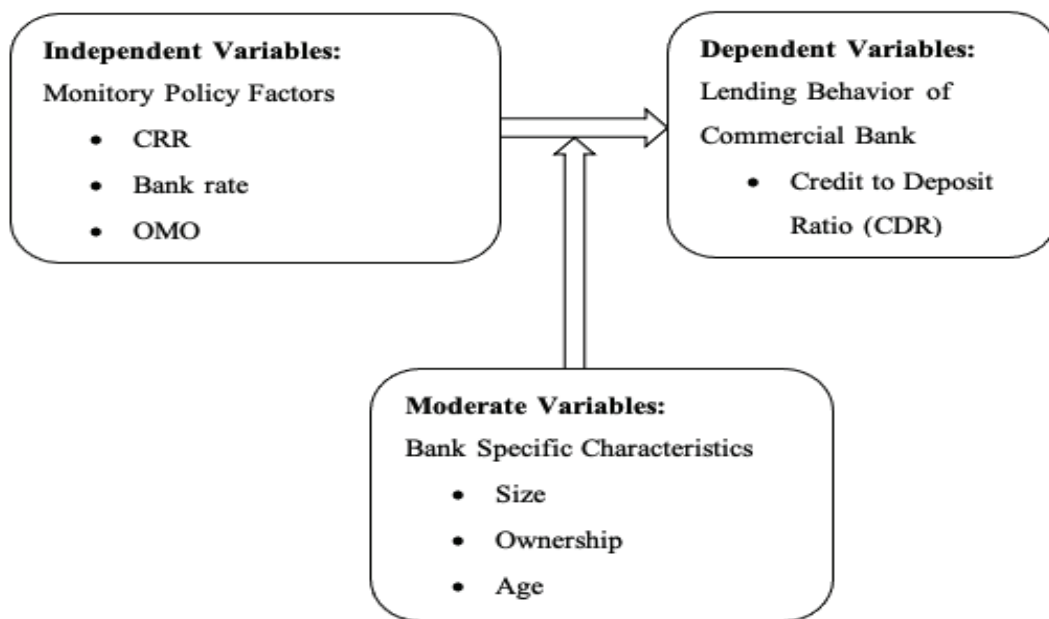 Independent Variables:
Monitory Policy Factors
• CRR
• Bank rate
• OMO
Dependent Variables:
Lending Behavior of
Commercial Bank
• Credit to Deposit
Ratio (CDR)
Moderate Variables:
Bank Specific Characteristics
• Size
• Ownership
• Age